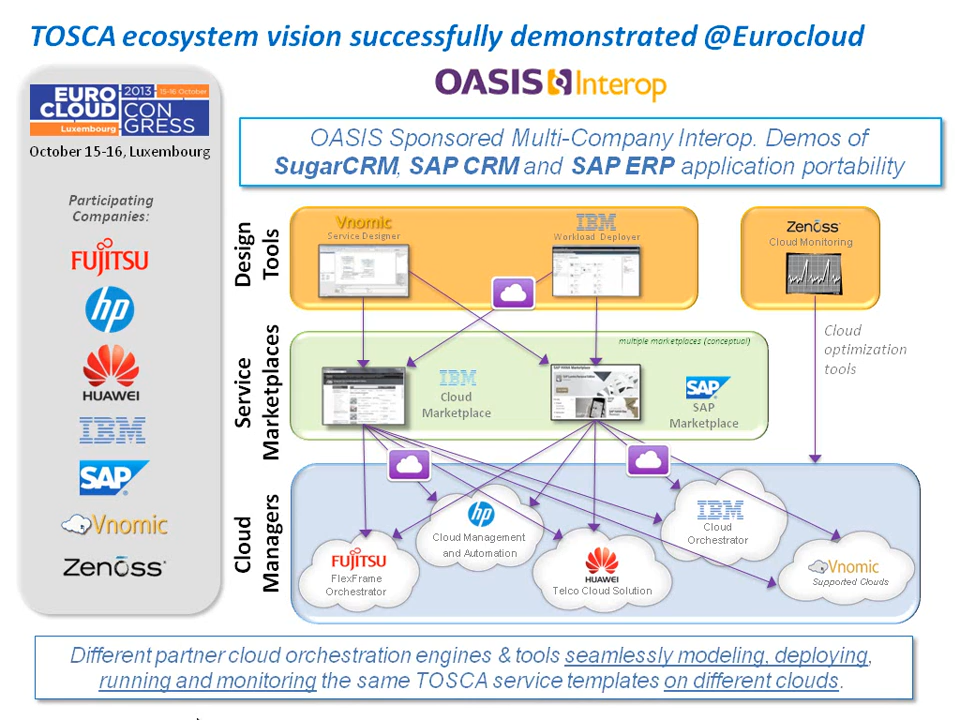 TOSCA ecosystem vision successfully demonstrated @Eurocloud
EURO
CLOUD
Luxembourg
2013 15-16 October
CON
GRESS
October 15-16, Luxembourg
Participating
Companies:
FUJITSU
hp
HUAWEI
IBM
SAP
Vnomic
Zenoss
OASIS Interop
OASIS Sponsored Multi-Company Interop. Demos of
SugarCRM, SAP CRM and SAP ERP application portability
Design
Tools
Vnomic
Service Designer
IBM
Workload Deployer
Zenoss
Cloud Monitoring
Cloud
optimization
tools
Service
Marketplaces
multiple marketplaces (conceptual)
IBM
Cloud
Marketplace
SAP
SAP
Marketplace
Cloud
Managers
FUJITSU
FlexFrame
Orchestrator
hp
Cloud Management
and Automation
HUAWEI
Telco Cloud Solution
IBM
Cloud
Orchestrator
Vnomic
Supported Clouds
Different partner cloud orchestration engines & tools seamlessly modeling, deploying,
running and monitoring the same TOSCA service templates on different clouds.